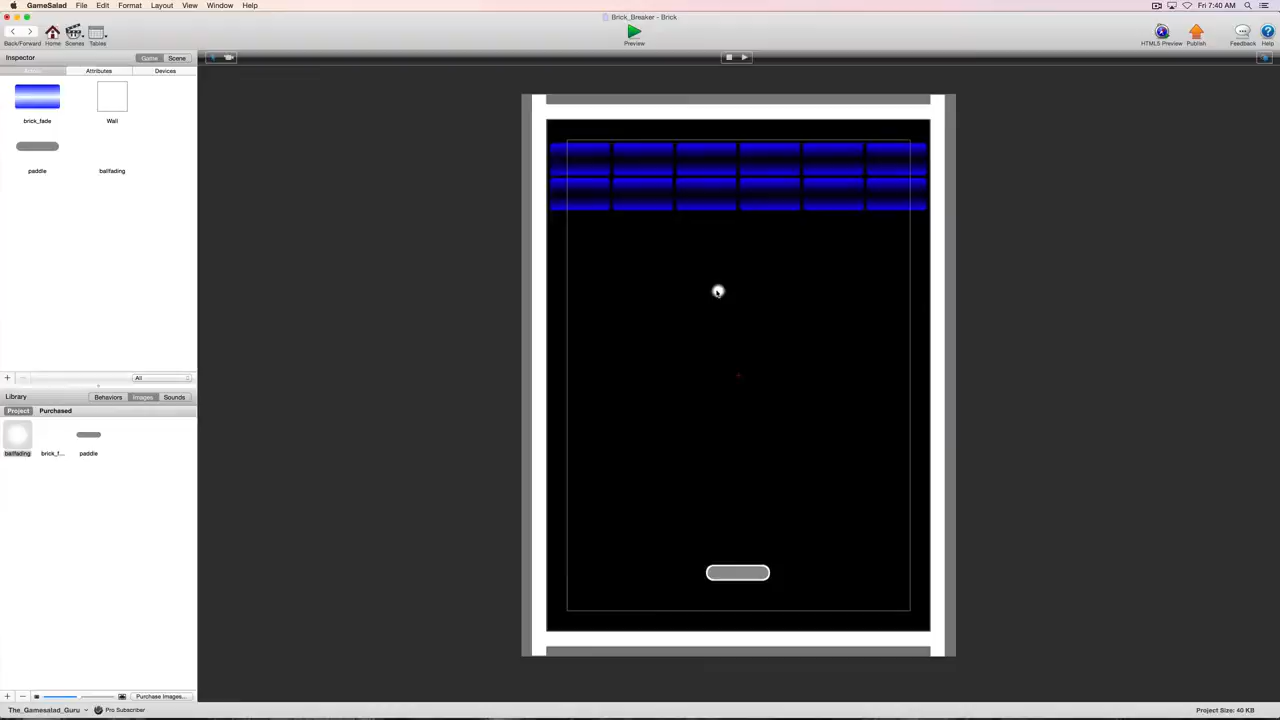 GameSalad File Edit Format Layout View Window Help Fri 7:40 AM
Brick_Breaker - Brick
Back/Forward Home Scenes Tables Preview HTML5 Preview Publish Feedback Help
Inspector Game Scene
Actors Attributes Devices
brick_fade Wall
paddle ballfading
+ − All
Library Behaviors Images Sounds
Project Purchased
ballfading brick_f... paddle
+ − Purchase Images...
The_Gamesalad_Guru Pro Subscriber Project Size: 40 KB